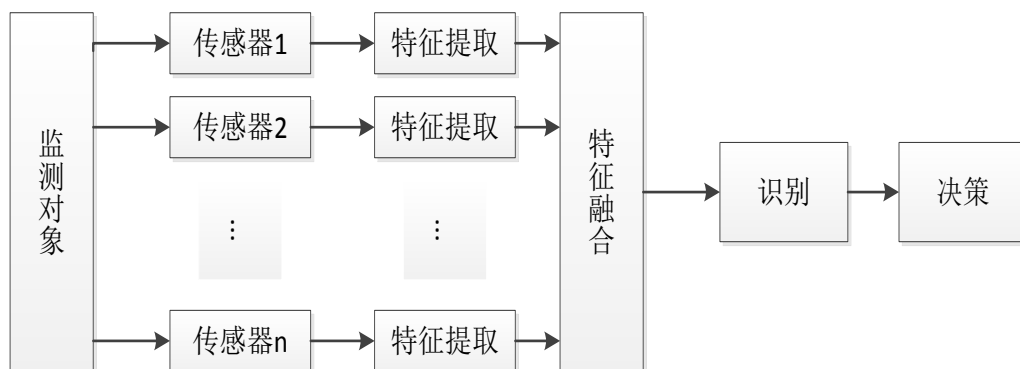 监测对象
传感器1
特征提取
传感器2
特征提取
⋮
⋮
传感器n
特征提取
特征融合
识别
决策